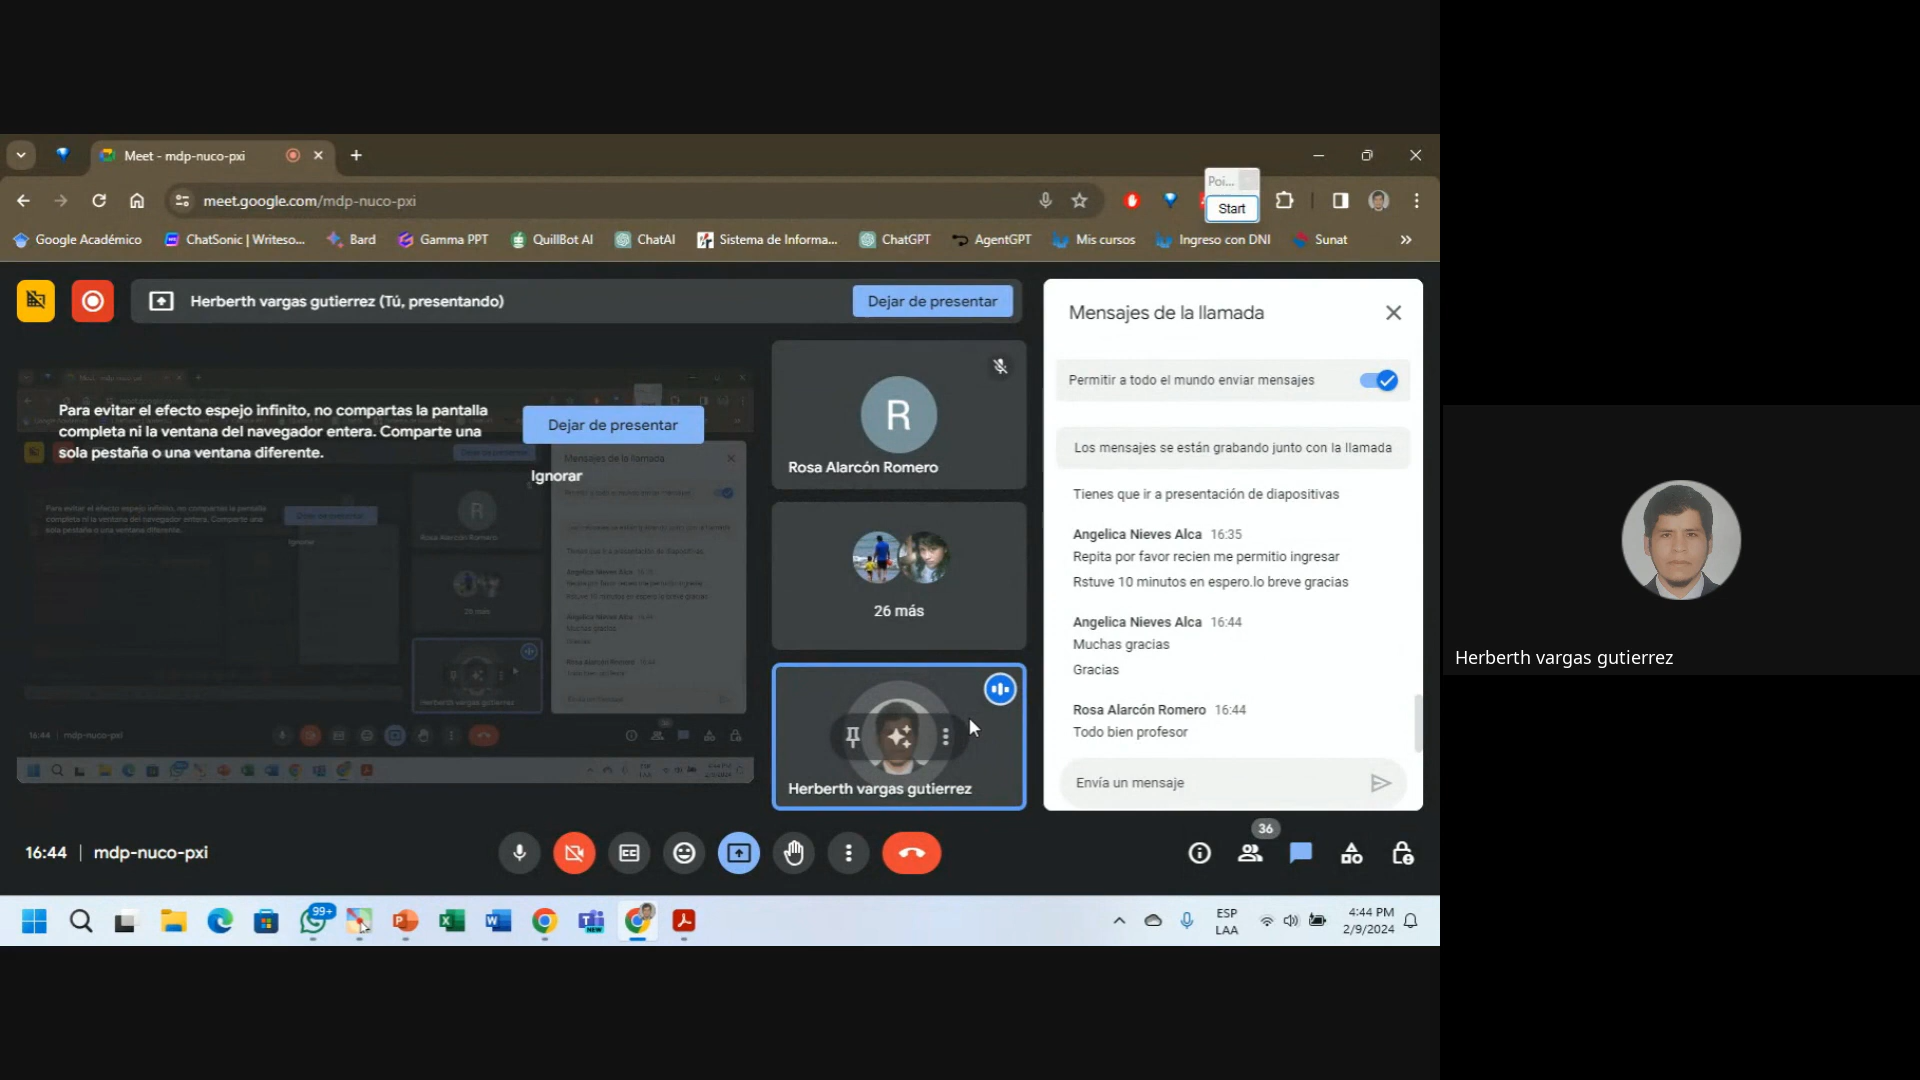 Meet - mdp-nuco-pxi
Poi...
Start
meet.google.com/mdp-nuco-pxi
Google Académico
ChatSonic | Writeso...
Bard
Gamma PPT
QuillBot AI
ChatAI
Sistema de Informa...
ChatGPT
AgentGPT
Mis cursos
Ingreso con DNI
Sunat
Herberth vargas gutierrez (Tú, presentando)
Dejar de presentar
Para evitar el efecto espejo infinito, no compartas la pantalla
completa ni la ventana del navegador entera. Comparte una
sola pestaña o una ventana diferente.
Dejar de presentar
Ignorar
R
Rosa Alarcón Romero
26 más
Herberth vargas gutierrez
Mensajes de la llamada
Permitir a todo el mundo enviar mensajes
Los mensajes se están grabando junto con la llamada
Tienes que ir a presentación de diapositivas
Angelica Nieves Alca 16:35
Repita por favor recien me permitio ingresar
Rstuve 10 minutos en espero.lo breve gracias
Angelica Nieves Alca 16:44
Muchas gracias
Gracias
Rosa Alarcón Romero 16:44
Todo bien profesor
Envía un mensaje
16:44 | mdp-nuco-pxi
36
99+
ESP
LAA
4:44 PM
2/9/2024
Herberth vargas gutierrez